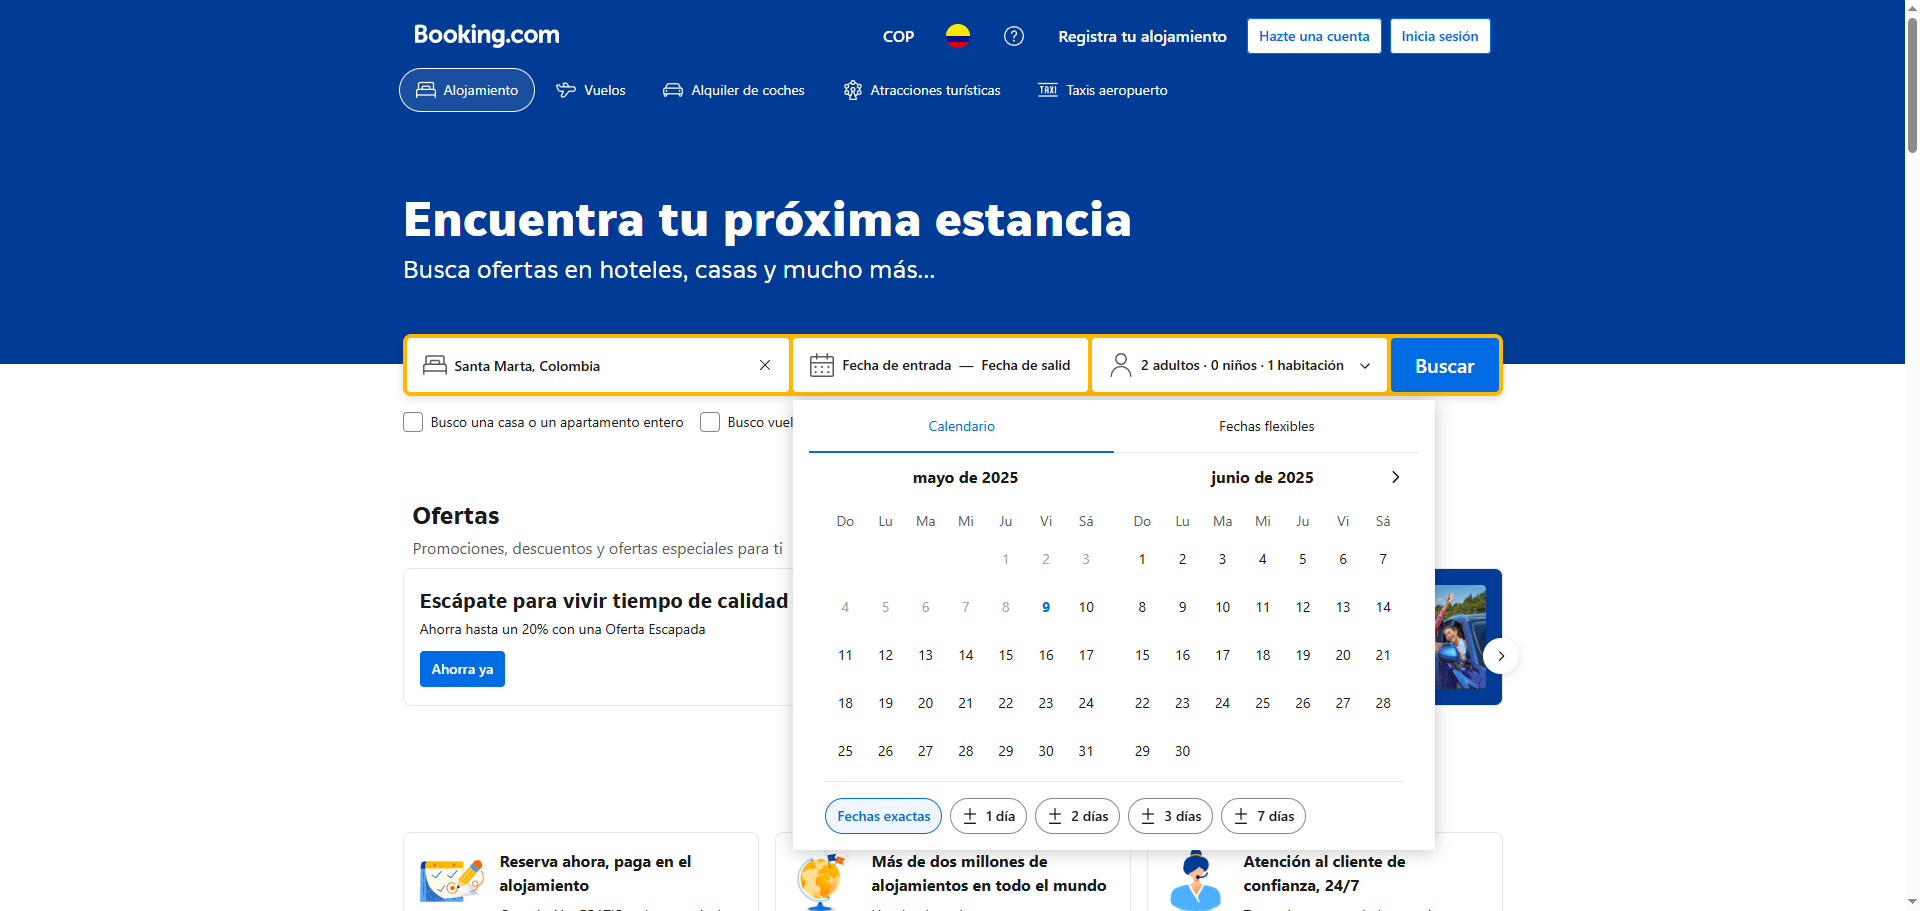 Booking.com
COP
Registra tu alojamiento
Hazte una cuenta
Inicia sesión
Alojamiento
Vuelos
Alquiler de coches
Atracciones turísticas
TAXI Taxis aeropuerto
Encuentra tu próxima estancia
Busca ofertas en hoteles, casas y mucho más...
Santa Marta, Colombia
Fecha de entrada — Fecha de salid
2 adultos · 0 niños · 1 habitación
Buscar
Busco una casa o un apartamento entero
Busco vuel
Calendario
Fechas flexibles
mayo de 2025
Do Lu Ma Mi Ju Vi Sá
1 2 3
4 5 6 7 8 9 10
11 12 13 14 15 16 17
18 19 20 21 22 23 24
25 26 27 28 29 30 31
junio de 2025
Do Lu Ma Mi Ju Vi Sá
1 2 3 4 5 6 7
8 9 10 11 12 13 14
15 16 17 18 19 20 21
22 23 24 25 26 27 28
29 30
Fechas exactas
± 1 día
± 2 días
± 3 días
± 7 días
Ofertas
Promociones, descuentos y ofertas especiales para ti
Escápate para vivir tiempo de calidad
Ahorra hasta un 20% con una Oferta Escapada
Ahorra ya
Reserva ahora, paga en el
alojamiento
Más de dos millones de
alojamientos en todo el mundo
Atención al cliente de
confianza, 24/7